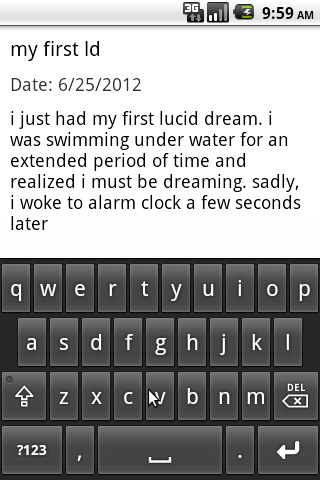 3G 9:59 AM
my first ld
Date: 6/25/2012
i just had my first lucid dream. i
was swimming under water for an
extended period of time and
realized i must be dreaming. sadly,
i woke to alarm clock a few seconds
later
q w e r t y u i o p
a s d f g h j k l
z x c v b n m DEL
?123 , .